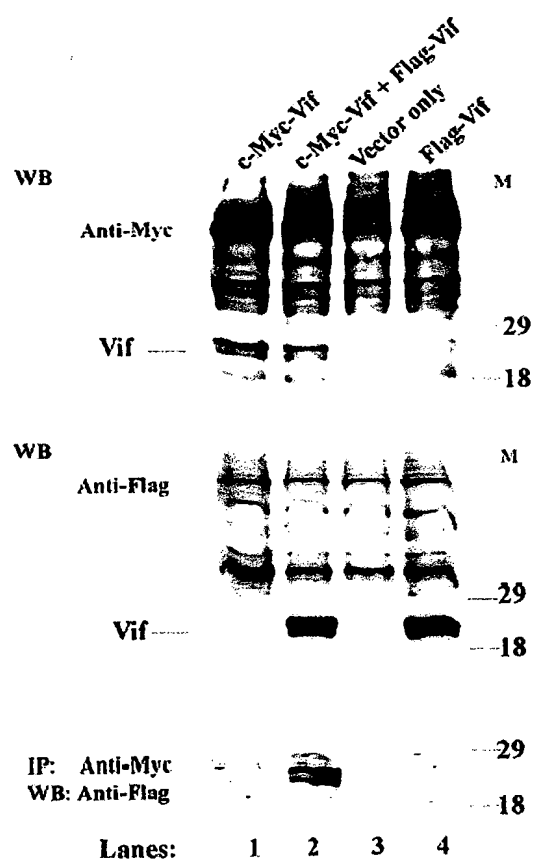 c-Myc-Vif
c-Myc-Vif + Flag-Vif
Vector only
Flag-Vif
WB
M
Anti-Myc
29
Vif
18
WB
M
Anti-Flag
29
Vif
18
29
IP: Anti-Myc
WB: Anti-Flag
18
Lanes: 1 2 3 4